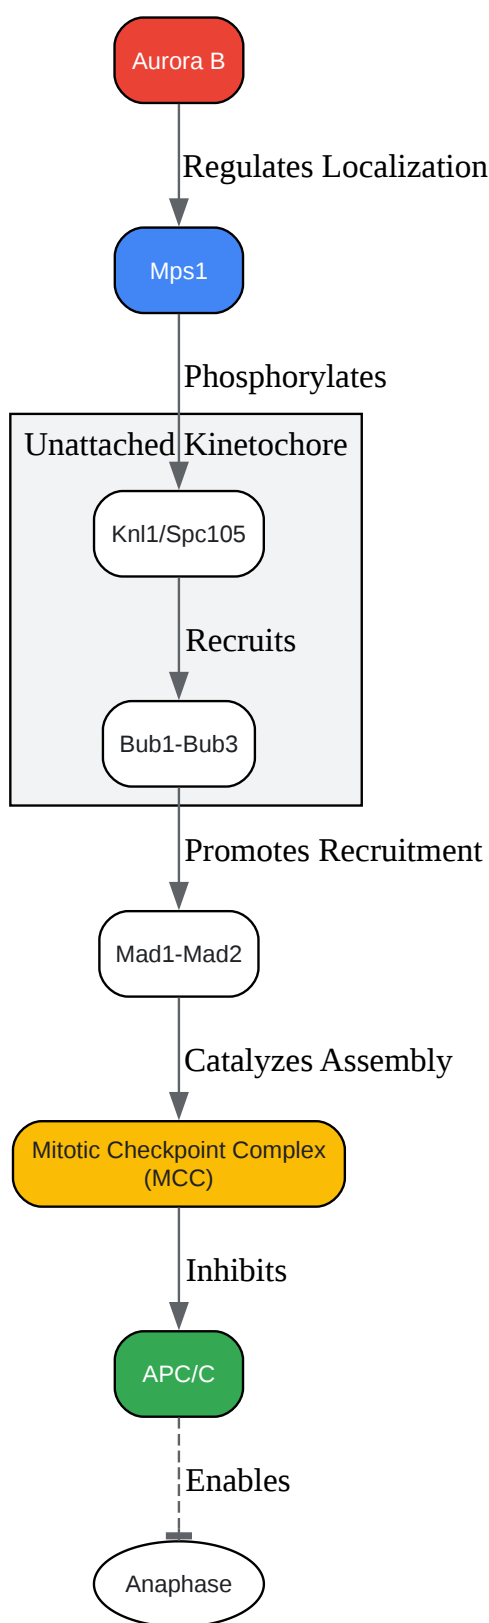 Aurora B
Regulates Localization
Mps1
Phosphorylates
Unattached Kinetochore
Knl1/Spc105
Recruits
Bub1-Bub3
Promotes Recruitment
Mad1-Mad2
Catalyzes Assembly
Mitotic Checkpoint Complex
(MCC)
Inhibits
APC/C
Enables
Anaphase